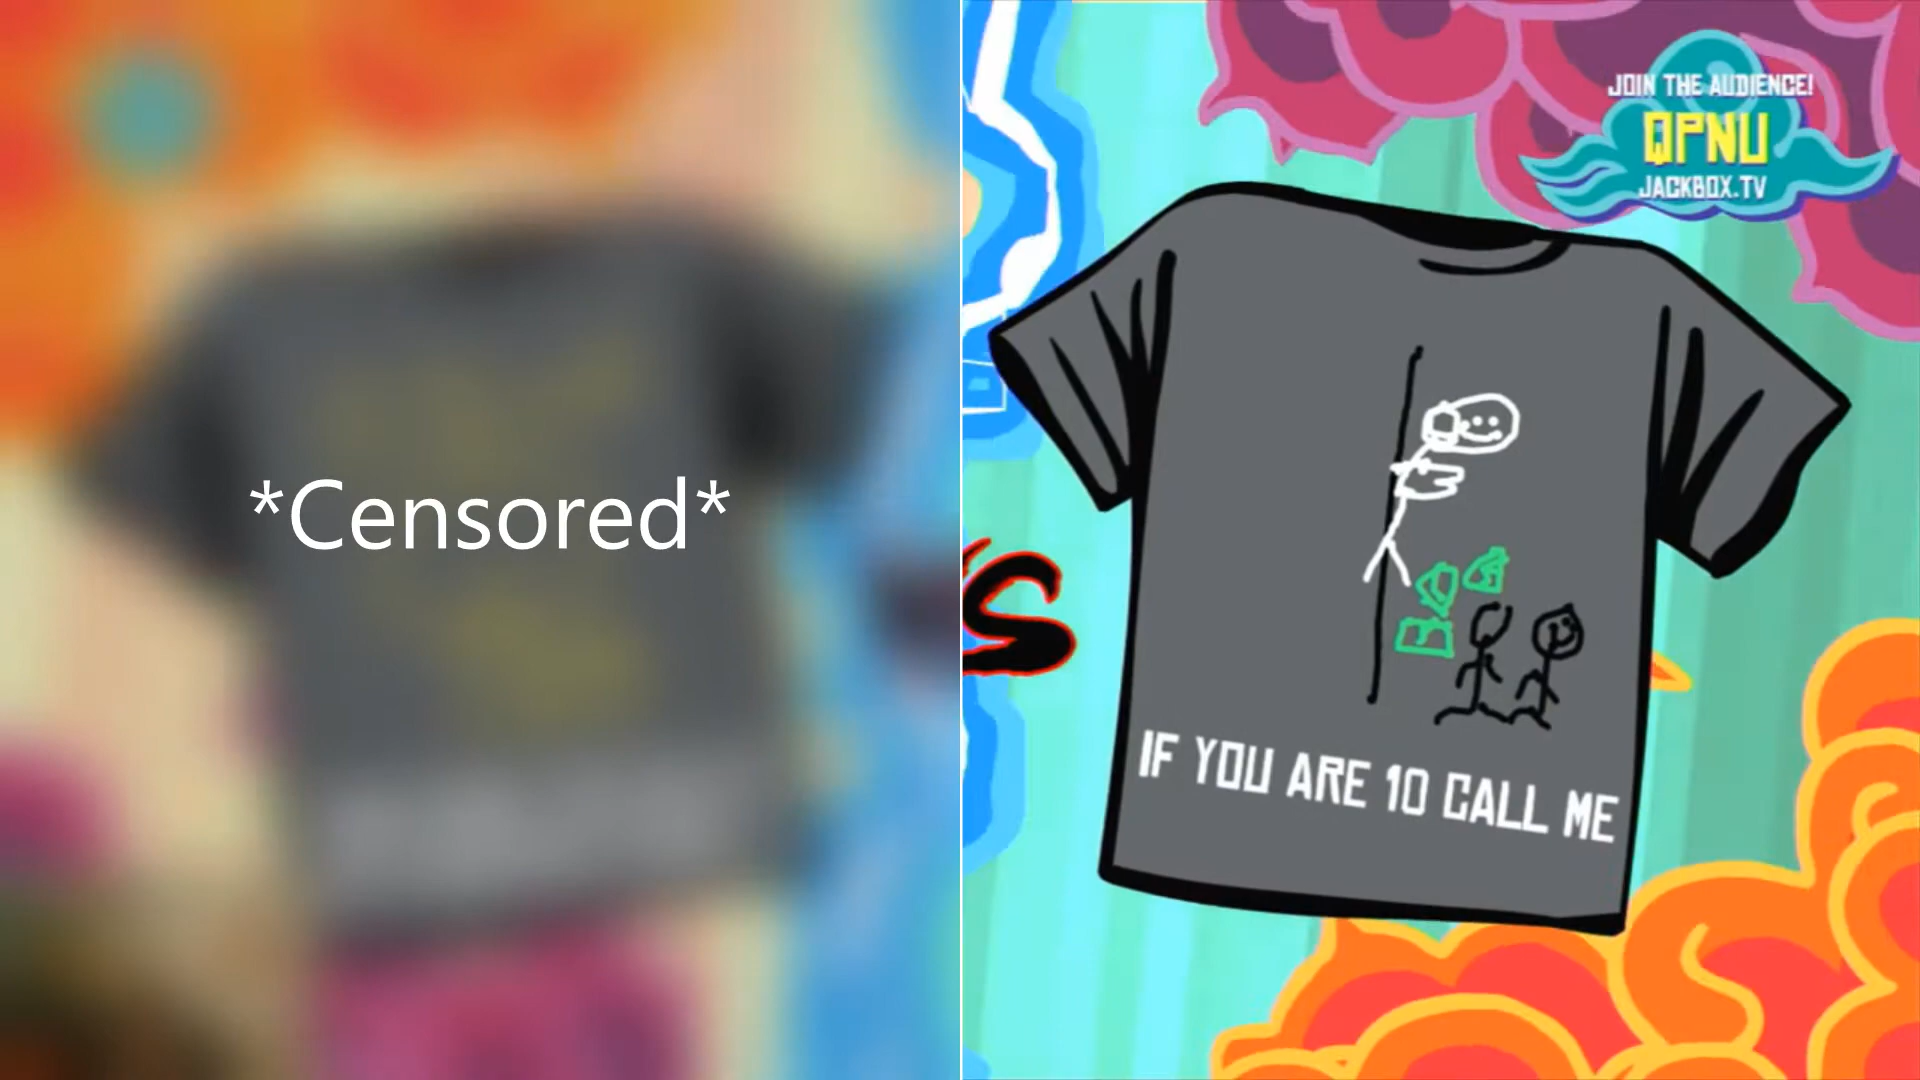 *Censored*
JOIN THE AUDIENCE!
QPNU
JACKBOX.TV
S
IF YOU ARE 10 CALL ME